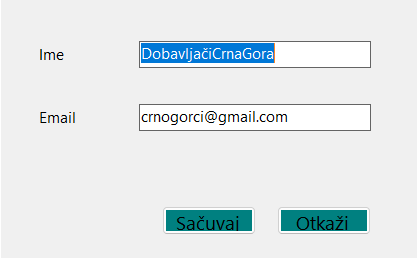 Ime
DobavljačiCrnaGora
Email
crnogorci@gmail.com
Sačuvaj
Otkaži